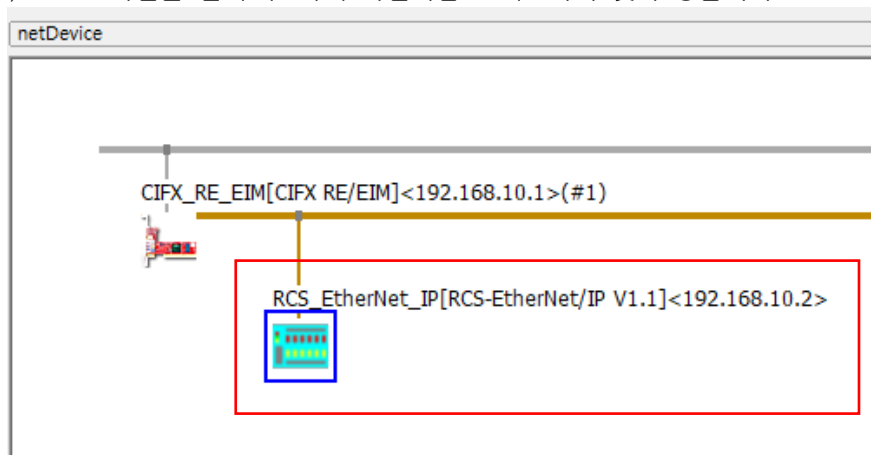 netDevice
CIFX_RE_EIM[CIFX RE/EIM]<192.168.10.1>(#1)
RCS_EtherNet_IP[RCS-EtherNet/IP V1.1]<192.168.10.2>